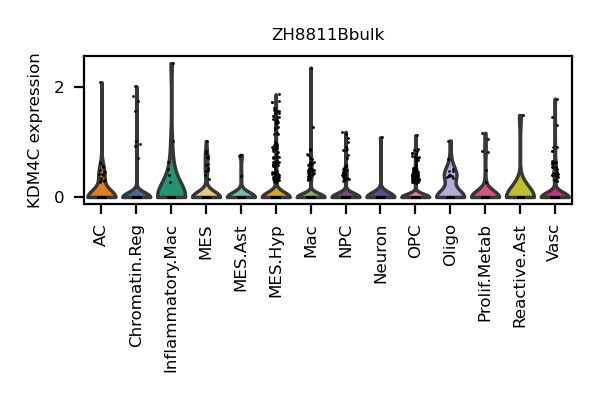 ZH8811Bbulk
KDM4C expression
2
0
AC
Chromatin.Reg
Inflammatory.Mac
MES
MES.Ast
MES.Hyp
Mac
NPC
Neuron
OPC
Oligo
Prolif.Metab
Reactive.Ast
Vasc